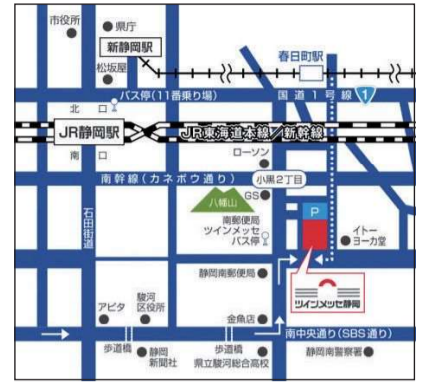 市役所
県庁
新静岡駅
松坂屋
春日町駅
バス停(11番乗り場)
国道1号線
1
北口
JR静岡駅
JR東海道本線/新幹線
南口
ローソン
南幹線(カネボウ通り)
小黒2丁目
八幡山
GS
P
石田街道
南郵便局
ツインメッセ
バス停
イトー
ヨーカ堂
静岡南郵便局
ツインメッセ静岡
アピタ
駿河
区役所
金魚店
南中央通り(SBS通り)
歩道橋
静岡
新聞社
歩道橋
県立駿河総合高校
静岡南警察署